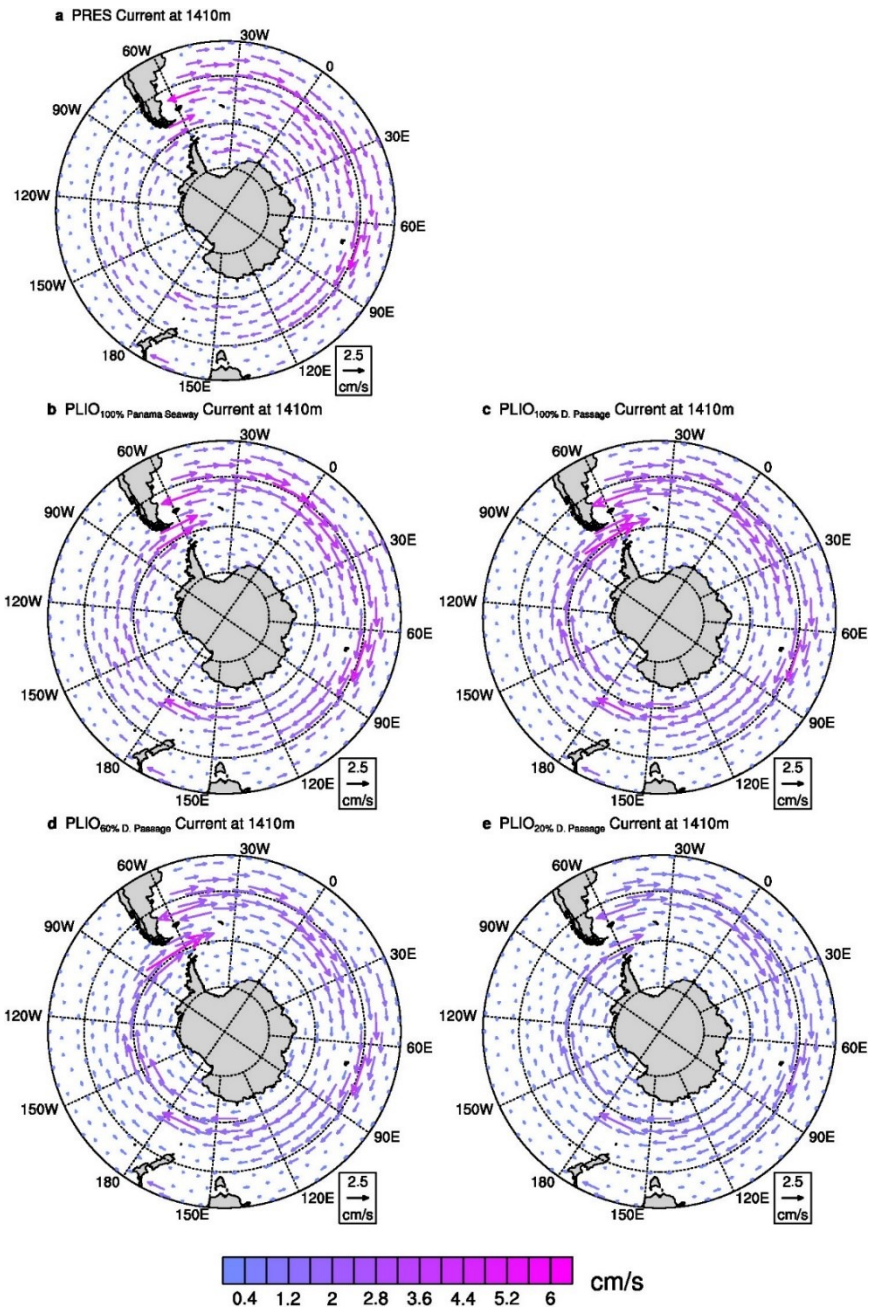 a PRES Current at 1410m
30W
60W
0
90W
30E
120W
60E
150W
90E
180
120E
150E
2.5
cm/s
b PLIO100% Panama Seaway Current at 1410m
30W
60W
0
90W
30E
120W
60E
150W
90E
180
120E
150E
2.5
cm/s
c PLIO100% D. Passage Current at 1410m
30W
60W
0
90W
30E
120W
60E
150W
90E
180
120E
150E
2.5
cm/s
d PLIO60% D. Passage Current at 1410m
30W
60W
0
90W
30E
120W
60E
150W
90E
180
120E
150E
2.5
cm/s
e PLIO20% D. Passage Current at 1410m
30W
60W
0
90W
30E
120W
60E
150W
90E
180
120E
150E
2.5
cm/s
0.4 1.2 2 2.8 3.6 4.4 5.2 6 cm/s